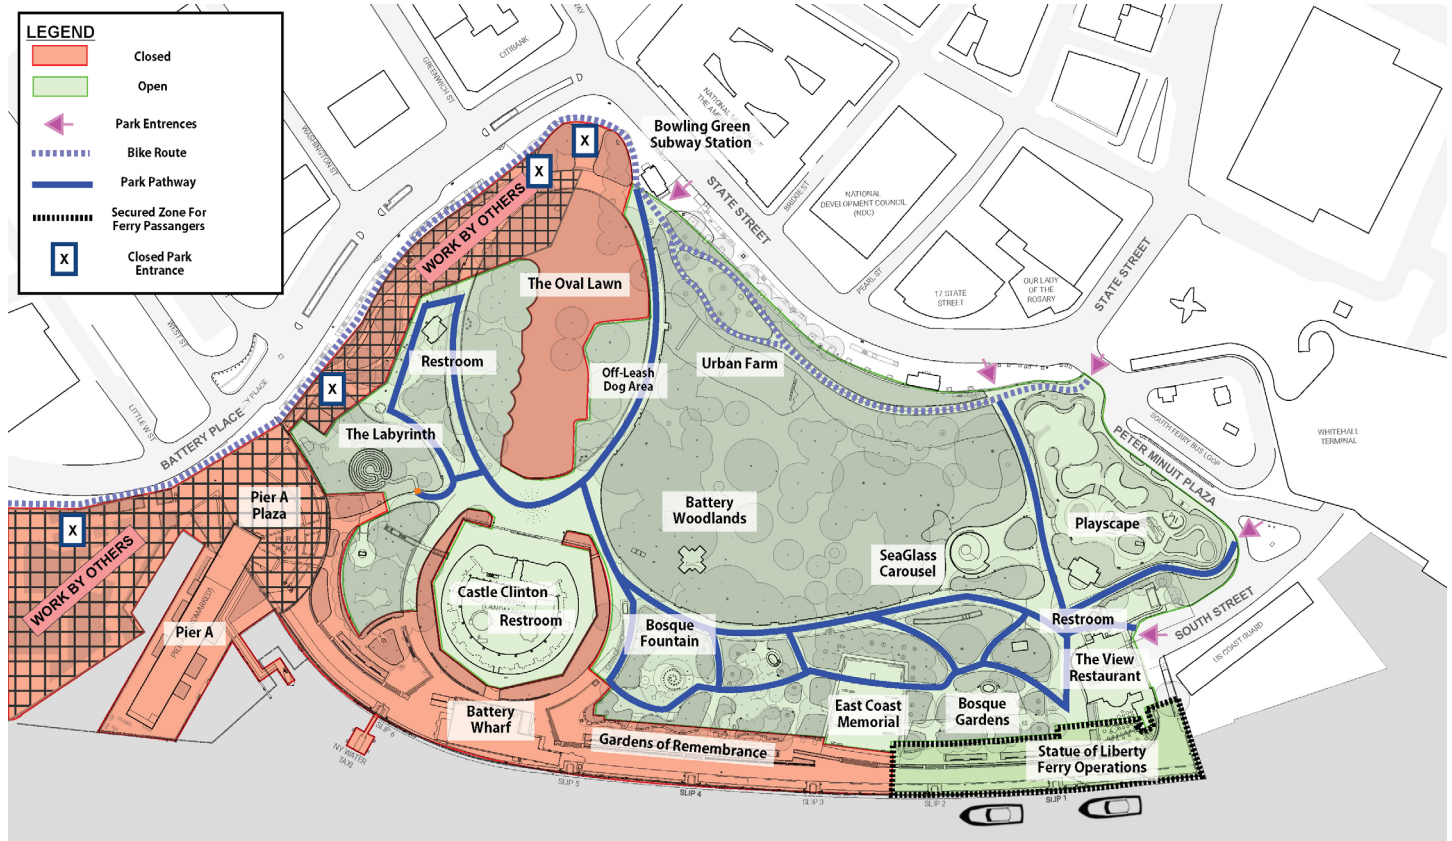 LEGEND
Closed
Open
Park Entrences
Bike Route
Park Pathway
Secured Zone For
Ferry Passangers
X
Closed Park
Entrance
CITIBANK
GREENWICH ST
WASHINGTON ST
WEST ST
LITTLE W ST
BATTERY PLACE
Y PLACE
WAY
NATIONAL M
THE AM
Bowling Green
Subway Station
STATE STREET
BRIDGE ST
NATIONAL
DEVELOPMENT COUNCIL
(NDC)
PEARL ST
17 STATE
STREET
OUR LADY
OF THE
ROSARY
STATE STREET
X
X
WORK BY OTHERS
The Oval Lawn
Restroom
Off-Leash
Dog Area
Urban Farm
X
The Labyrinth
SOUTH FERRY BUS LOOP
WHITEHALL
TERMINAL
PETER MINUIT PLAZA
Pier A
Plaza
X
WORK BY OTHERS
Battery
Woodlands
Playscape
SeaGlass
Carousel
Castle Clinton
Restroom
Pier A
Bosque
Fountain
Restroom
SOUTH STREET
US COAST GUARD
The View
Restaurant
Battery
Wharf
East Coast
Memorial
Bosque
Gardens
Gardens of Remembrance
Statue of Liberty
Ferry Operations
NY WATER
TAXI
SLIP 6
SLIP 5
SLIP 4
SLIP 3
SLIP 2
SLIP 1